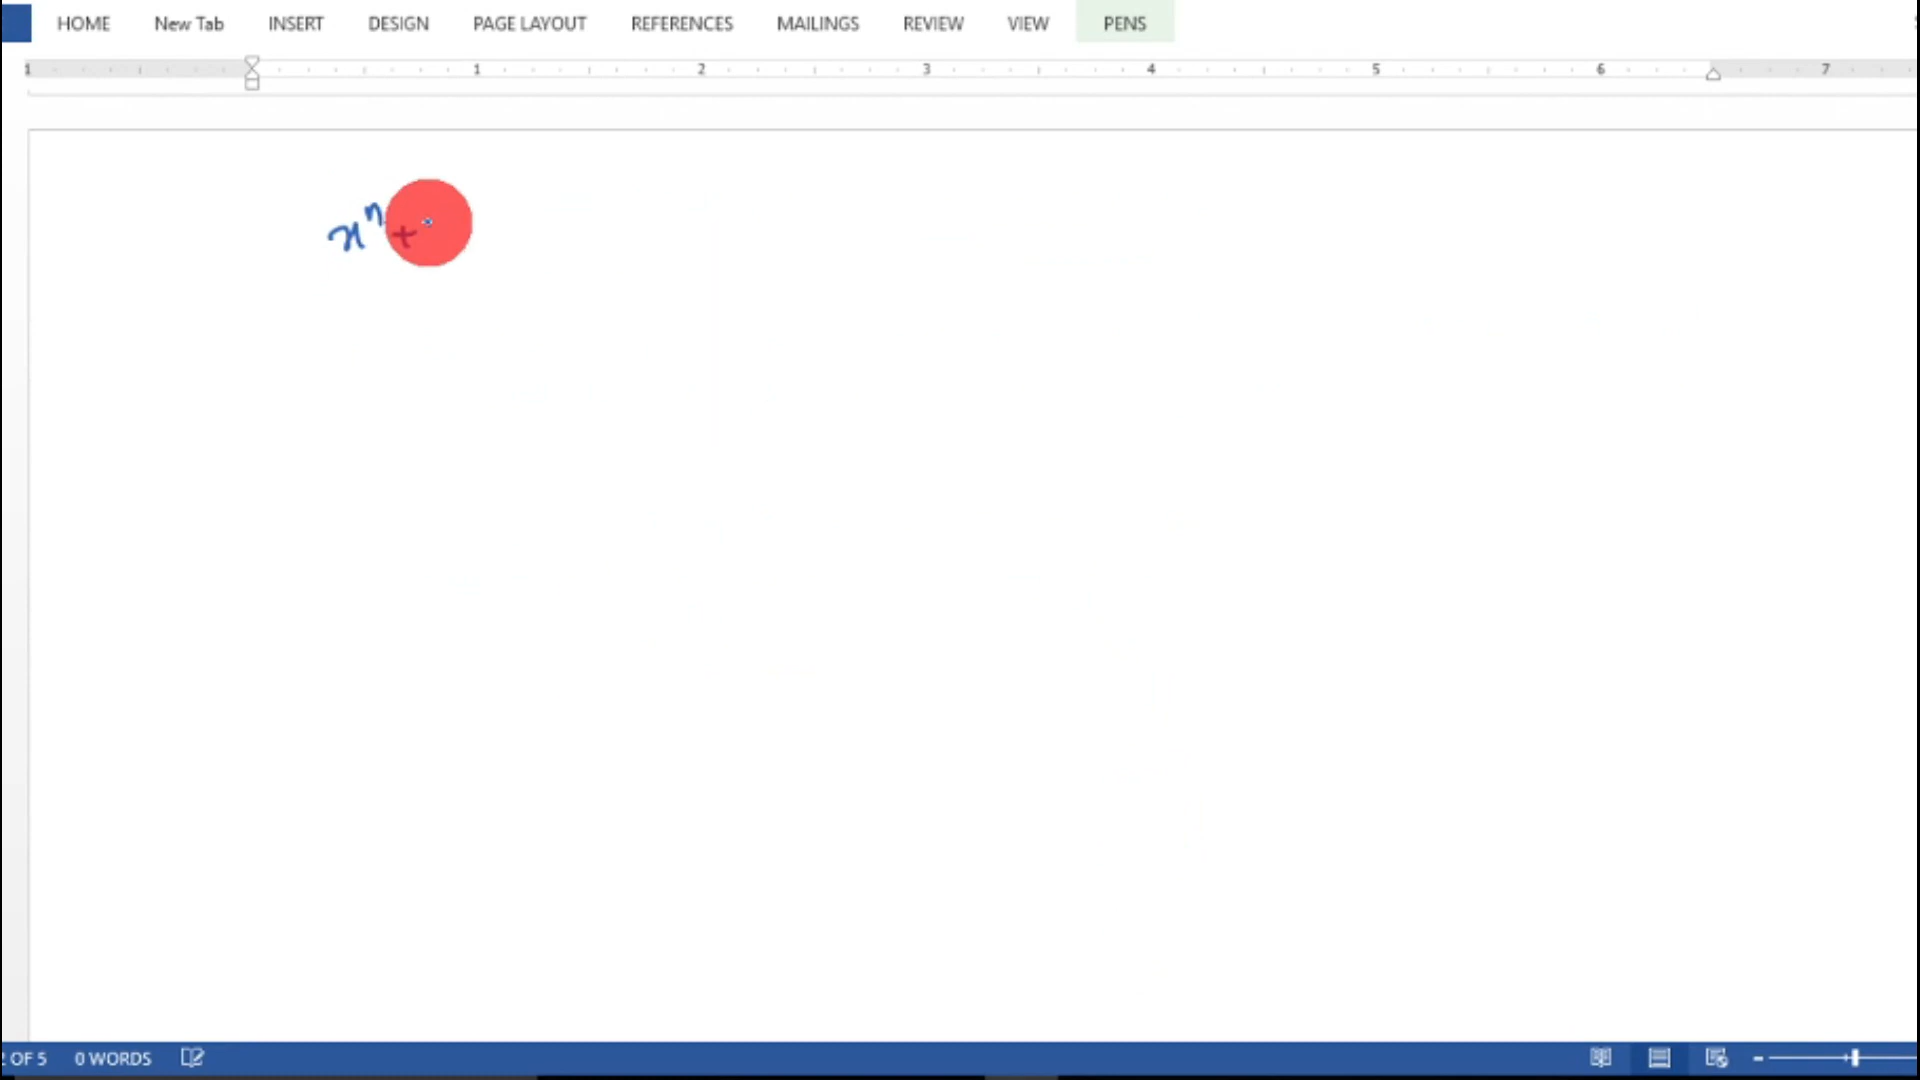 HOME New Tab INSERT DESIGN PAGE LAYOUT REFERENCES MAILINGS REVIEW VIEW PENS
1 1 2 3 4 5 6 7
xⁿ+
OF 5 0 WORDS